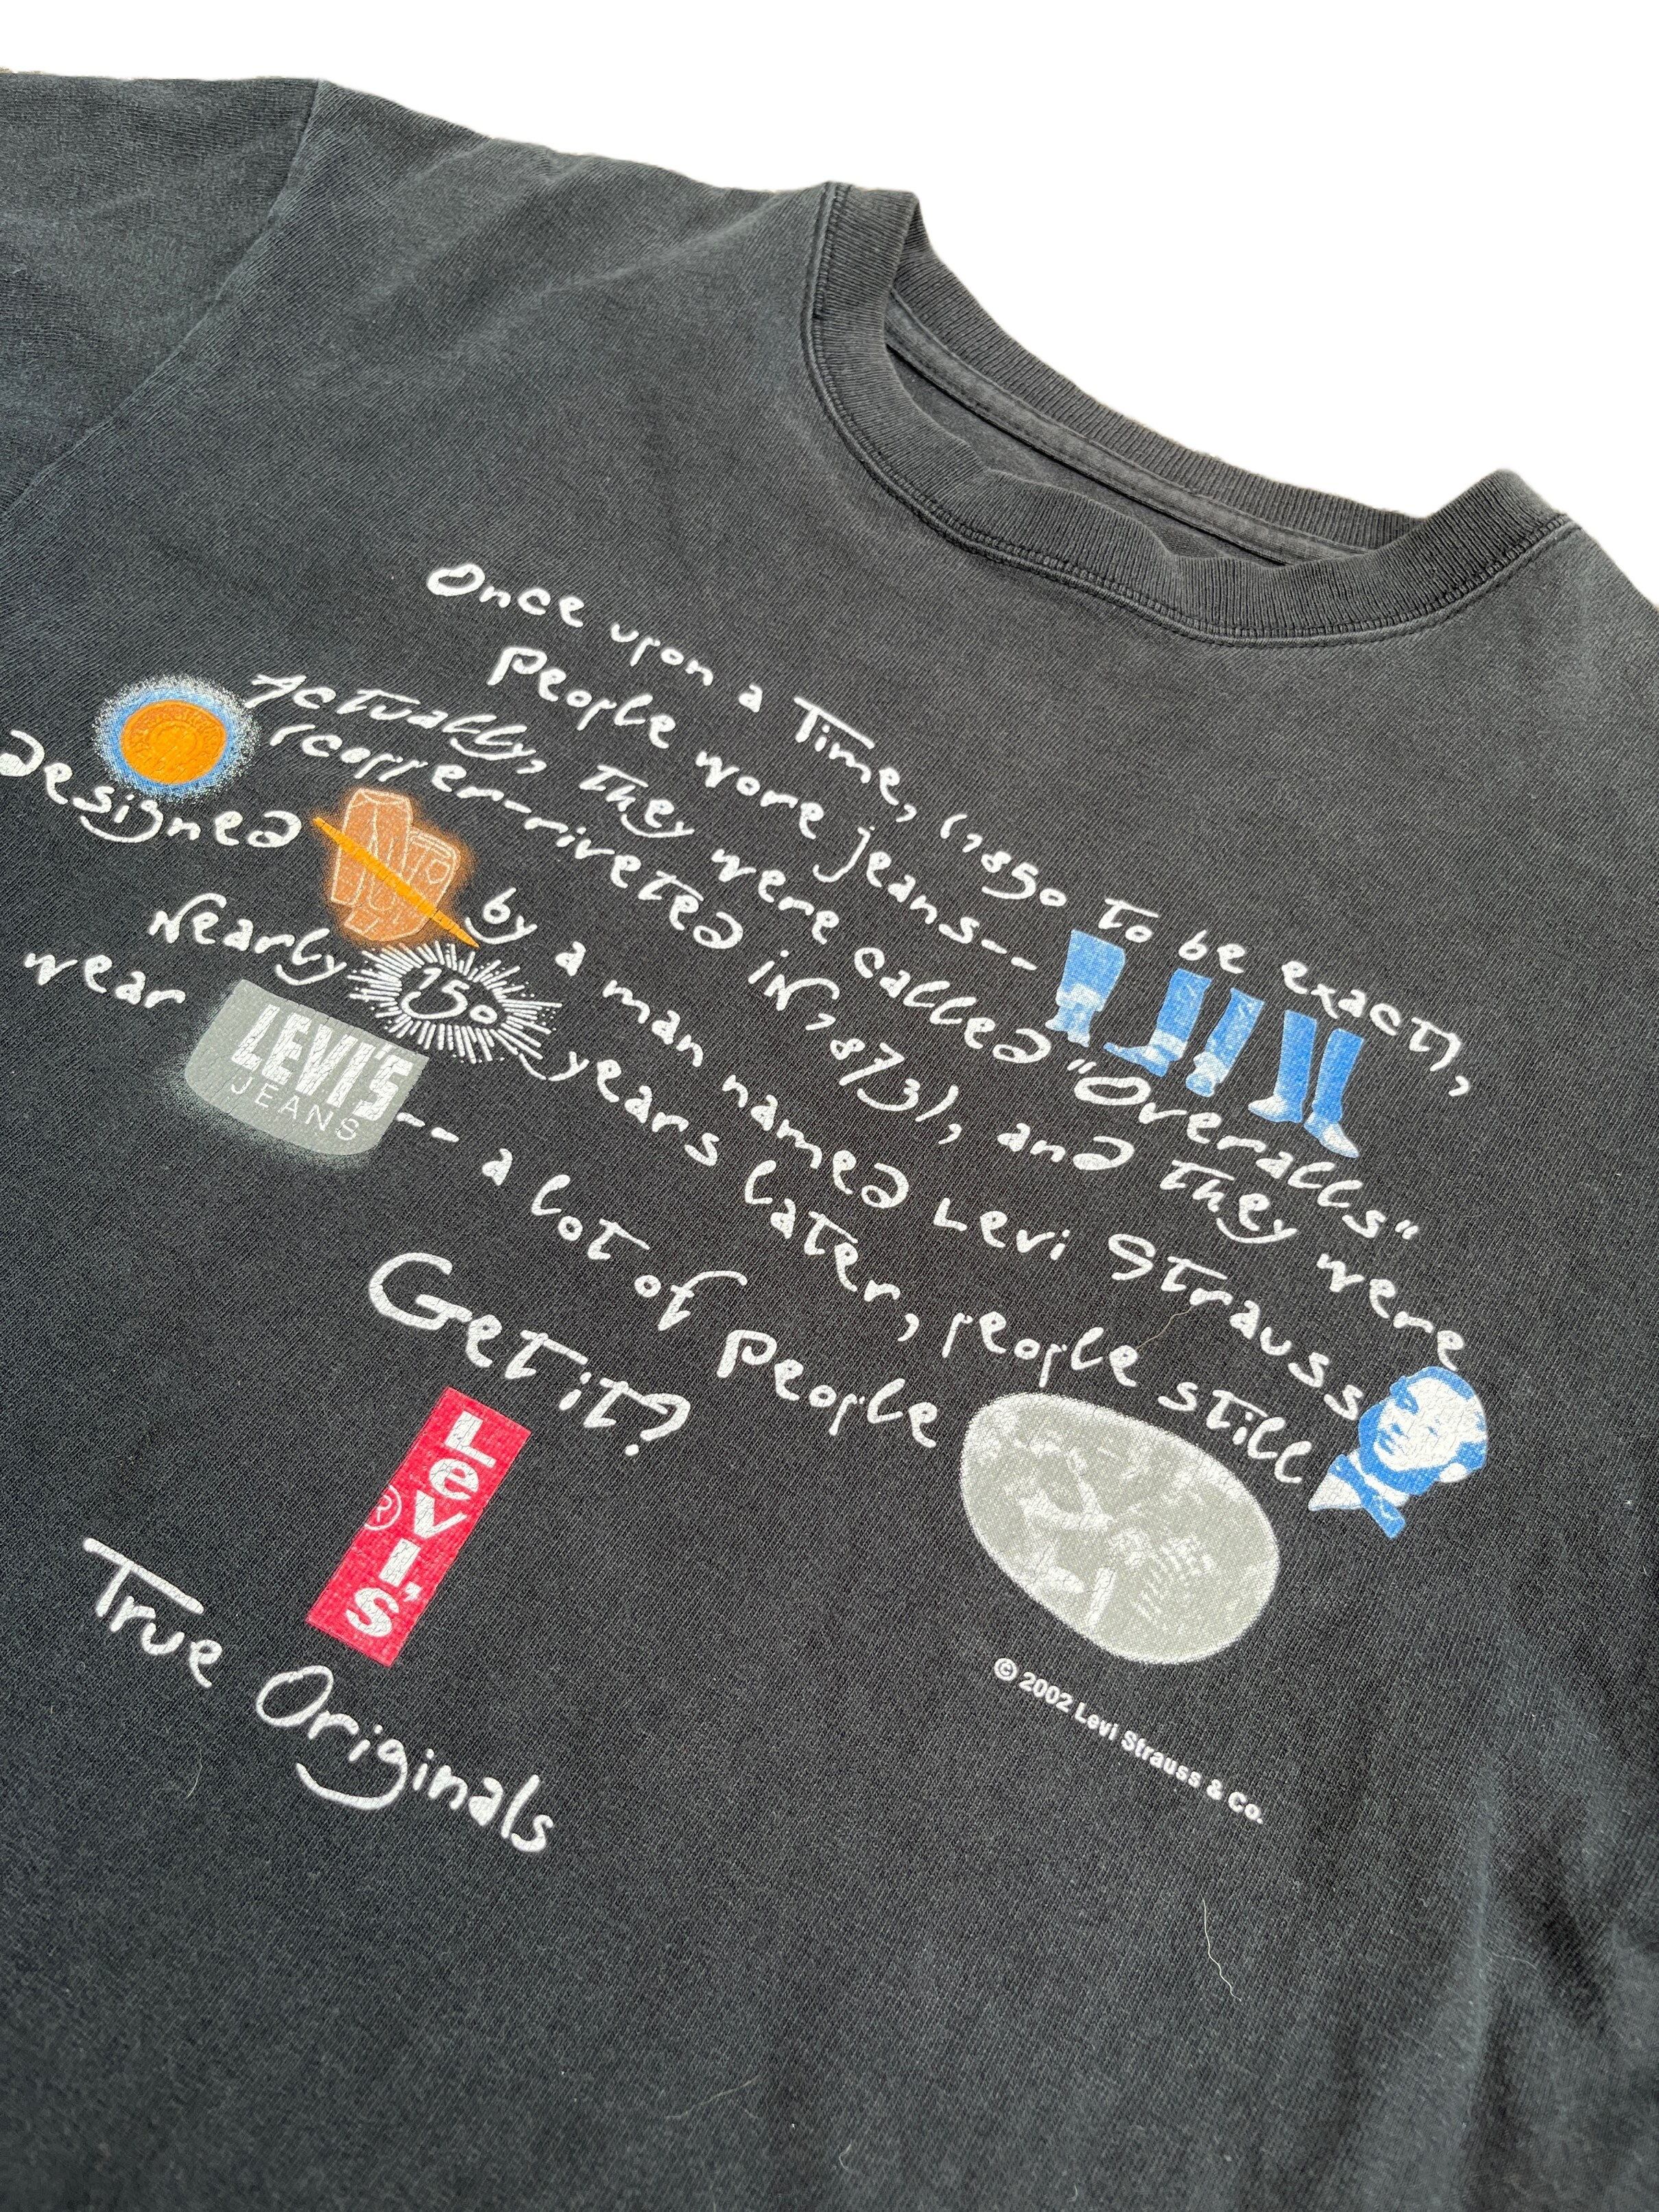 Once upon a Time, (1850 To be exact),
people wore jeans--
Actually, They were called "Overalls"
(copper-riveted in 1873), and They were
designed by a man named Levi Strauss
Nearly 150 years later, people still
wear LEVI'S JEANS -- a lot of people
Get it?
Levi's ®
True Originals
© 2002 Levi Strauss & Co.